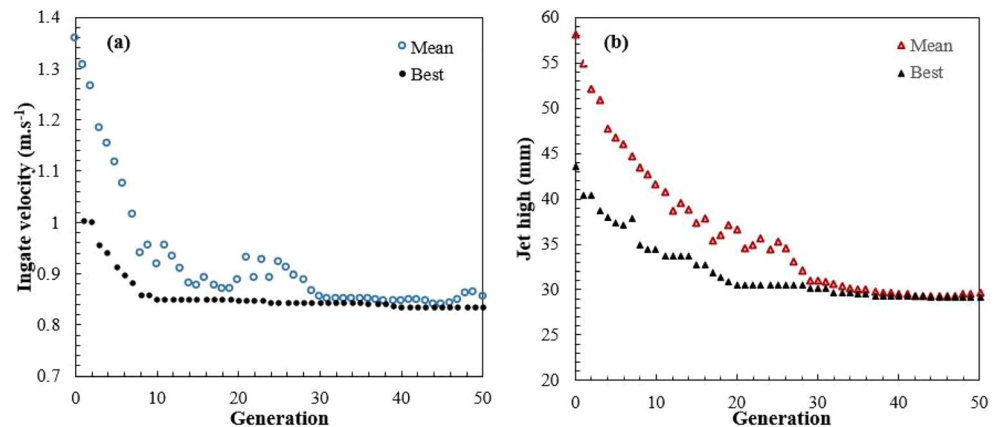 (a)
Mean
Best
1.4
1.3
1.2
1.1
1
0.9
0.8
0.7
Ingate velocity (m.s-1)
0
10
20
30
40
50
Generation
(b)
Mean
Best
60
55
50
45
40
35
30
25
20
Jet high (mm)
0
10
20
30
40
50
Generation